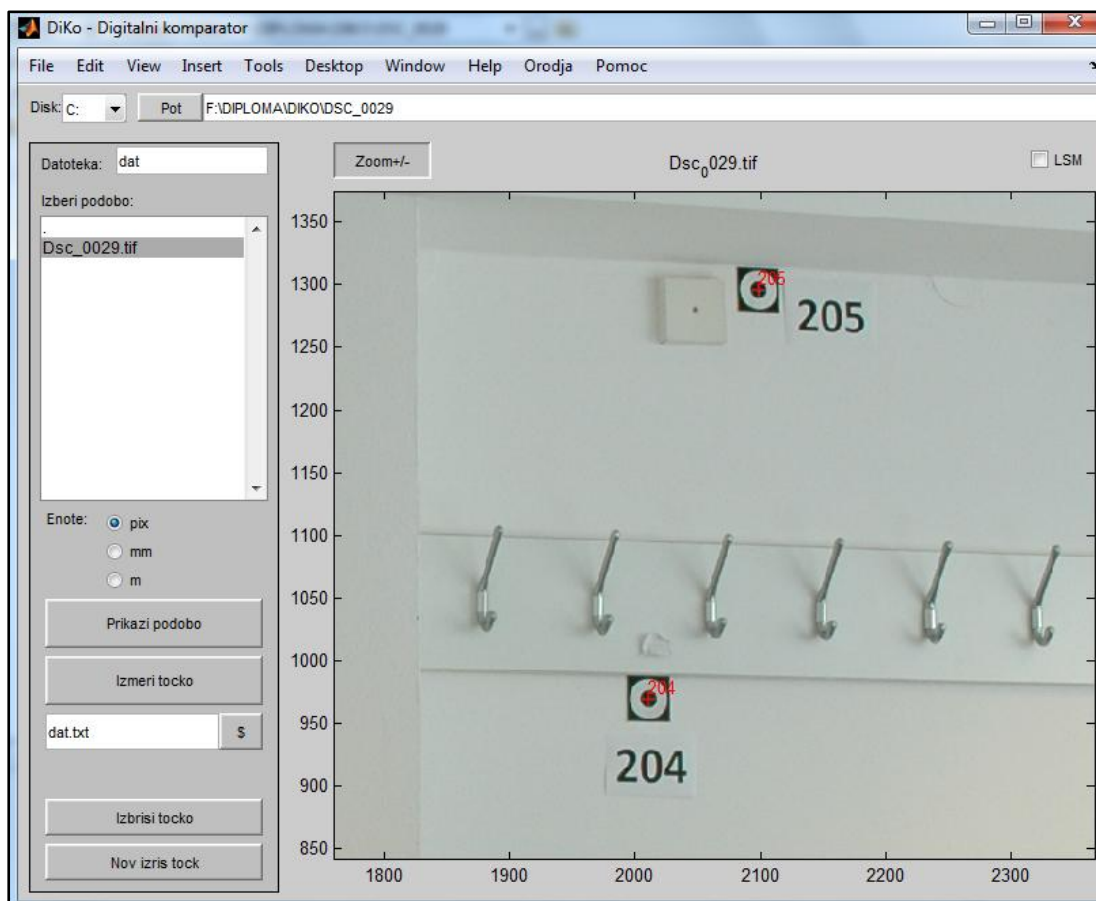 DiKo - Digitalni komparator
File Edit View Insert Tools Desktop Window Help Orodja Pomoc
Disk: C: Pot F:\DIPLOMA\DIKO\DSC_0029
Datoteka: dat
Izberi podobo:
.
Dsc_0029.tif
Enote: pix
mm
m
Prikazi podobo
Izmeri tocko
dat.txt S
Izbrisi tocko
Nov izris tock
Zoom+/- Dsc0029.tif LSM
1350
1300
1250
1200
1150
1100
1050
1000
950
900
850
205
205
204
204
1800 1900 2000 2100 2200 2300